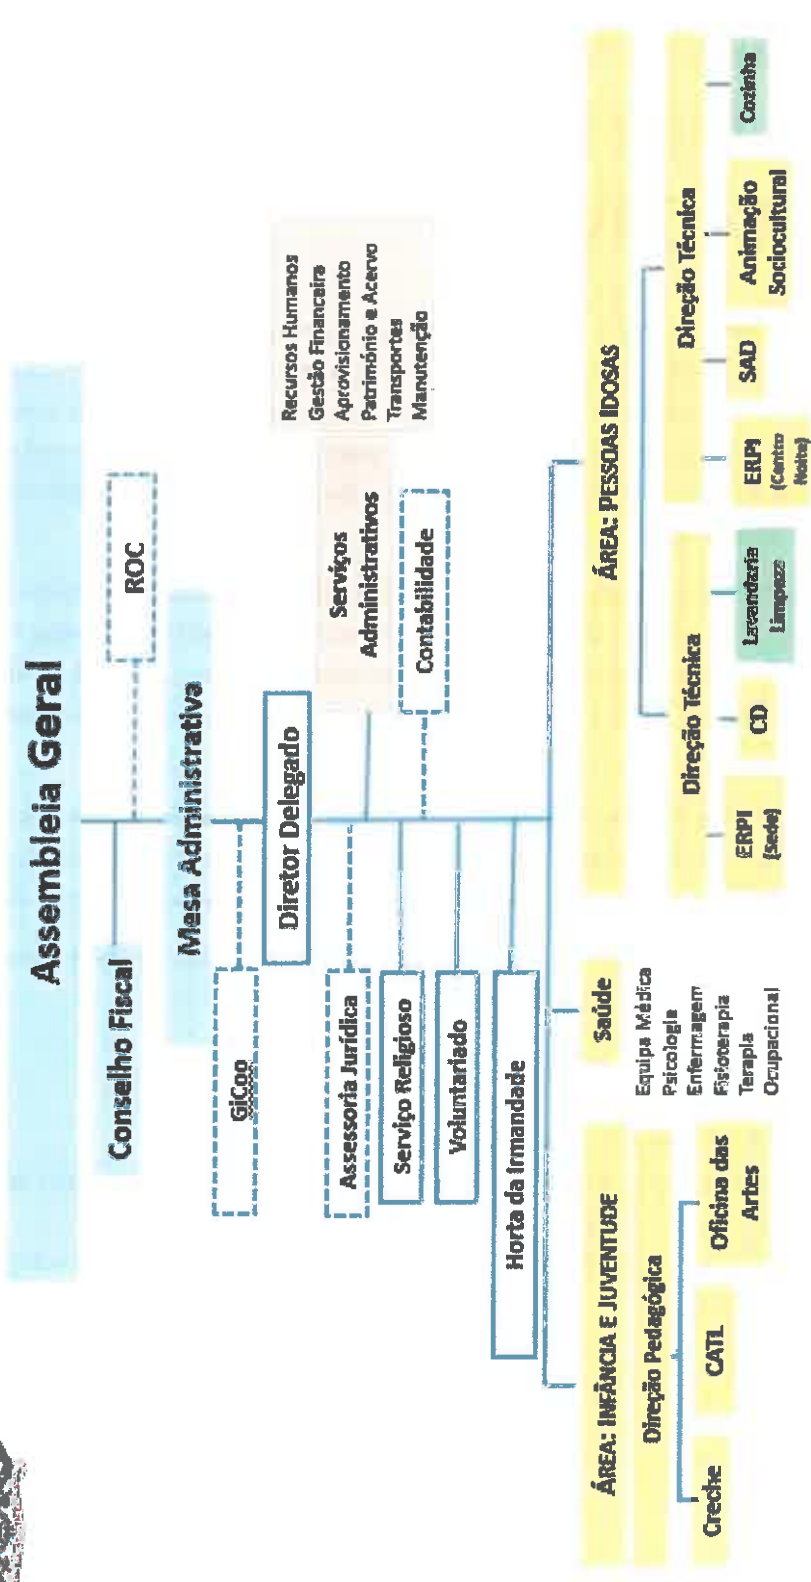 Assembleia Geral
Conselho Fiscal
ROC
Mesa Administrativa
GiCoo
Diretor Delegado
Recursos Humanos
Gestão Financeira
Aprovisionamento
Património e Acervo
Transportes
Manutenção
Serviços
Administrativos
Assessoria Jurídica
Contabilidade
Serviço Religioso
Voluntariado
Horta da Irmandade
ÁREA: INFÂNCIA E JUVENTUDE
Direção Pedagógica
Creche
CATL
Oficina das
Artes
Saúde
Equipa Médica
Psicologia
Enfermagem
Fisioterapia
Terapia
Ocupacional
ÁREA: PESSOAS IDOSAS
Direção Técnica
ERPI
(Sede)
CD
Lavandaria
Limpeza
Direção Técnica
ERPI
(Centro
Noite)
SAD
Animação
Sociocultural
Cozinha